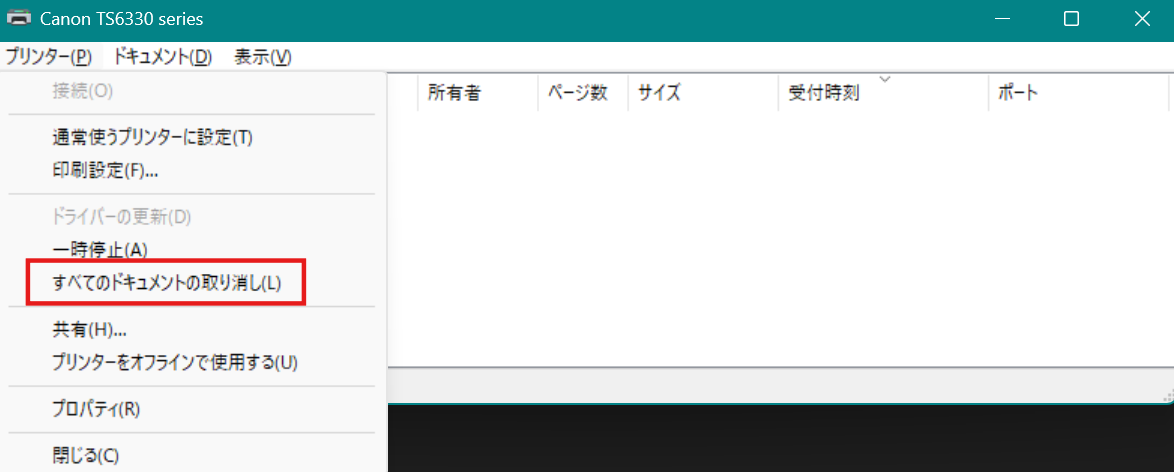 Canon TS6330 series
プリンター(P) ドキュメント(D) 表示(V)
接続(O)
通常使うプリンターに設定(T)
印刷設定(F)...
ドライバーの更新(D)
一時停止(A)
すべてのドキュメントの取り消し(L)
共有(H)...
プリンターをオフラインで使用する(U)
プロパティ(R)
閉じる(C)
所有者 ページ数 サイズ 受付時刻 ポート